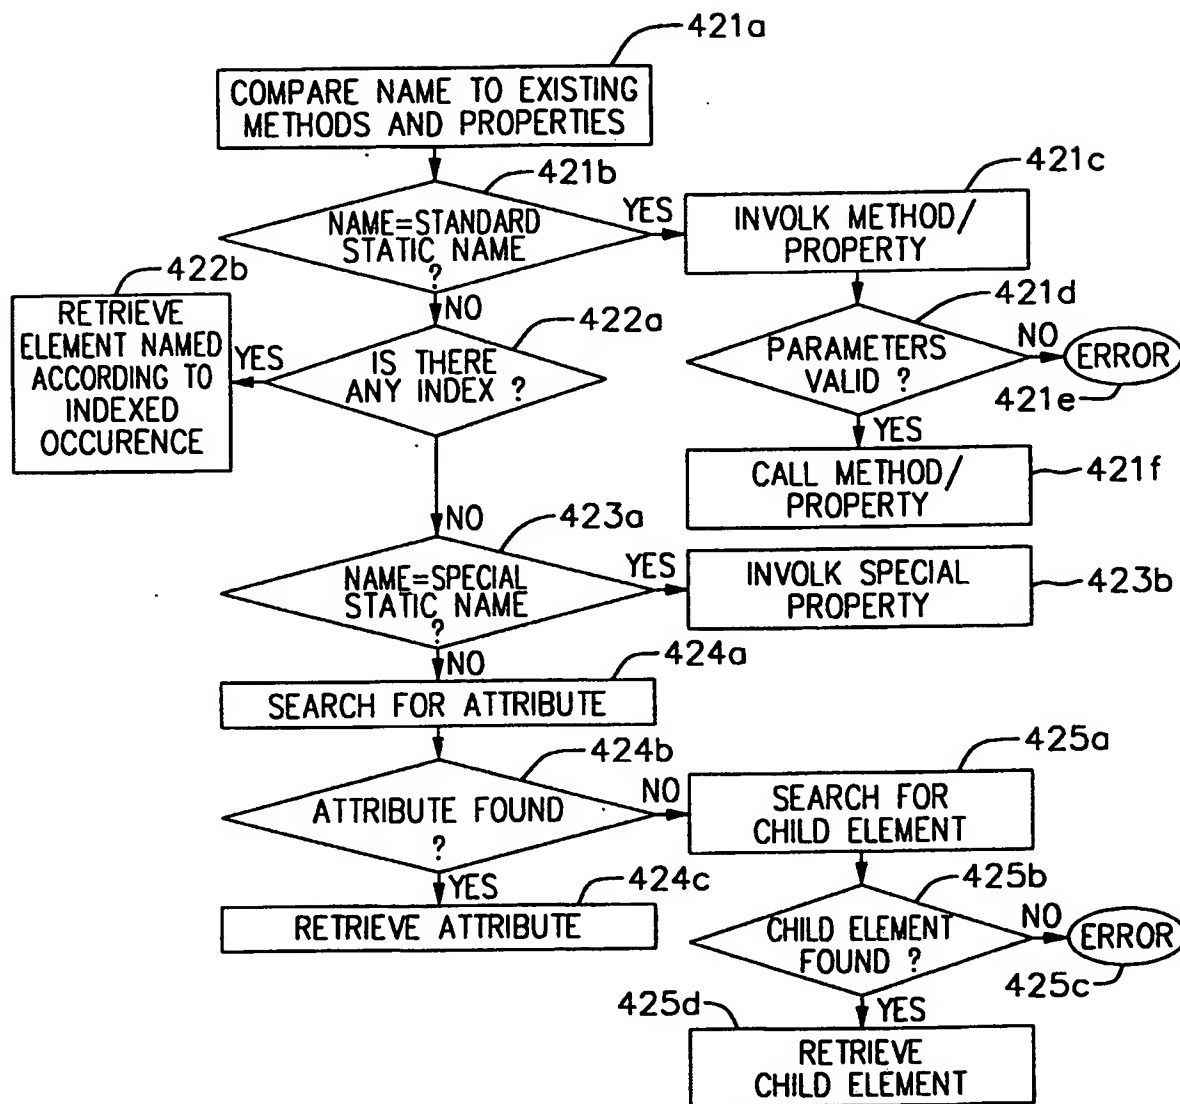 421a
COMPARE NAME TO EXISTING
METHODS AND PROPERTIES
421b
NAME=STANDARD
STATIC NAME
?
YES
421c
INVOLK METHOD/
PROPERTY
422b
RETRIEVE
ELEMENT NAMED
ACCORDING TO
INDEXED
OCCURENCE
NO
422a
YES
IS THERE
ANY INDEX ?
421d
PARAMETERS
VALID ?
NO
ERROR
421e
YES
CALL METHOD/
PROPERTY
421f
NO
423a
NAME=SPECIAL
STATIC NAME
?
YES
INVOLK SPECIAL
PROPERTY
423b
NO
424a
SEARCH FOR ATTRIBUTE
424b
ATTRIBUTE FOUND
?
NO
425a
SEARCH FOR
CHILD ELEMENT
YES
424c
RETRIEVE ATTRIBUTE
425b
CHILD ELEMENT
FOUND ?
NO
ERROR
425c
YES
425d
RETRIEVE
CHILD ELEMENT